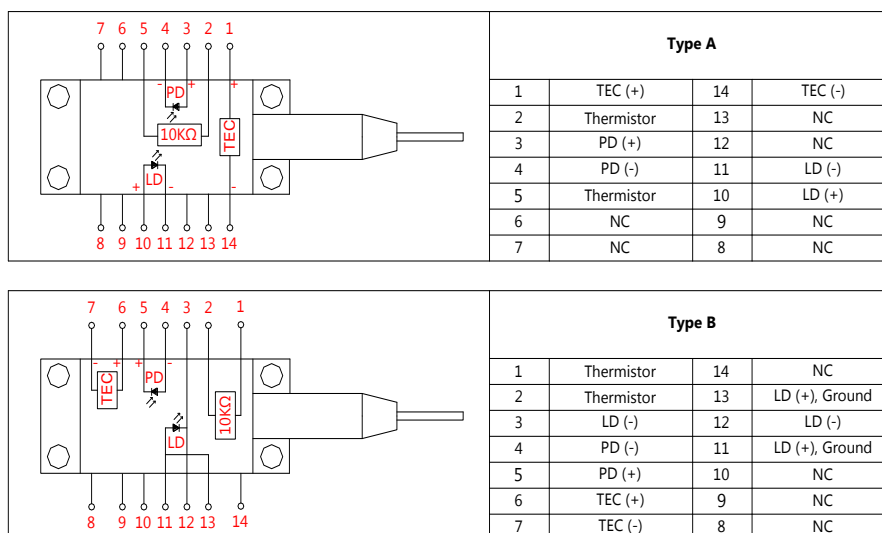 7 6 5 4 3 2 1
- + +
PD
10KΩ
TEC
LD
+ - -
8 9 10 11 12 13 14
Type A
1 TEC (+) 14 TEC (-)
2 Thermistor 13 NC
3 PD (+) 12 NC
4 PD (-) 11 LD (-)
5 Thermistor 10 LD (+)
6 NC 9 NC
7 NC 8 NC
7 6 5 4 3 2 1
- + + -
TEC
PD
10KΩ
LD
8 9 10 11 12 13 14
Type B
1 Thermistor 14 NC
2 Thermistor 13 LD (+), Ground
3 LD (-) 12 LD (-)
4 PD (-) 11 LD (+), Ground
5 PD (+) 10 NC
6 TEC (+) 9 NC
7 TEC (-) 8 NC